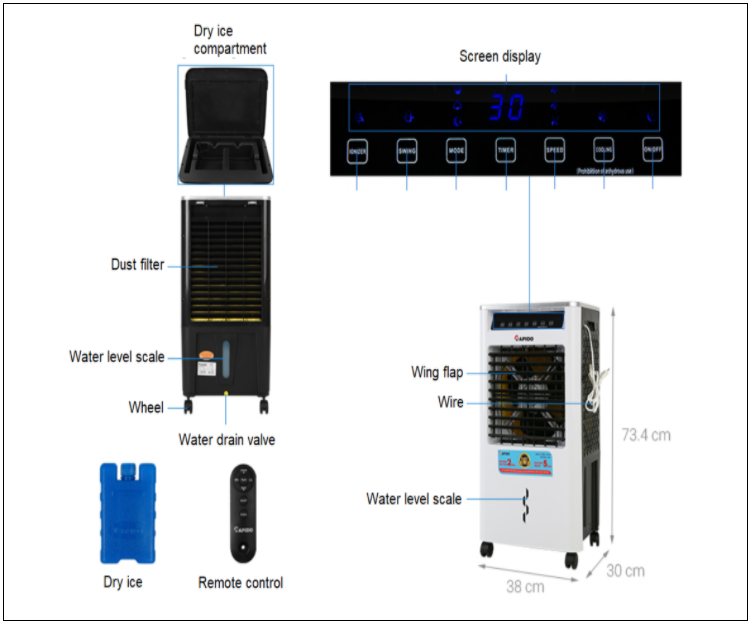 Dry ice
compartment
Screen display
30
IONIZER
SWING
MODE
TIMER
SPEED
COOLING
ON/OFF
(Prohibition of anhydrous use)
Dust filter
Water level scale
Wheel
Water drain valve
RAPIDO
Wing flap
Wire
73.4 cm
Water level scale
RAPIDO
Dry ice
Remote control
38 cm
30 cm